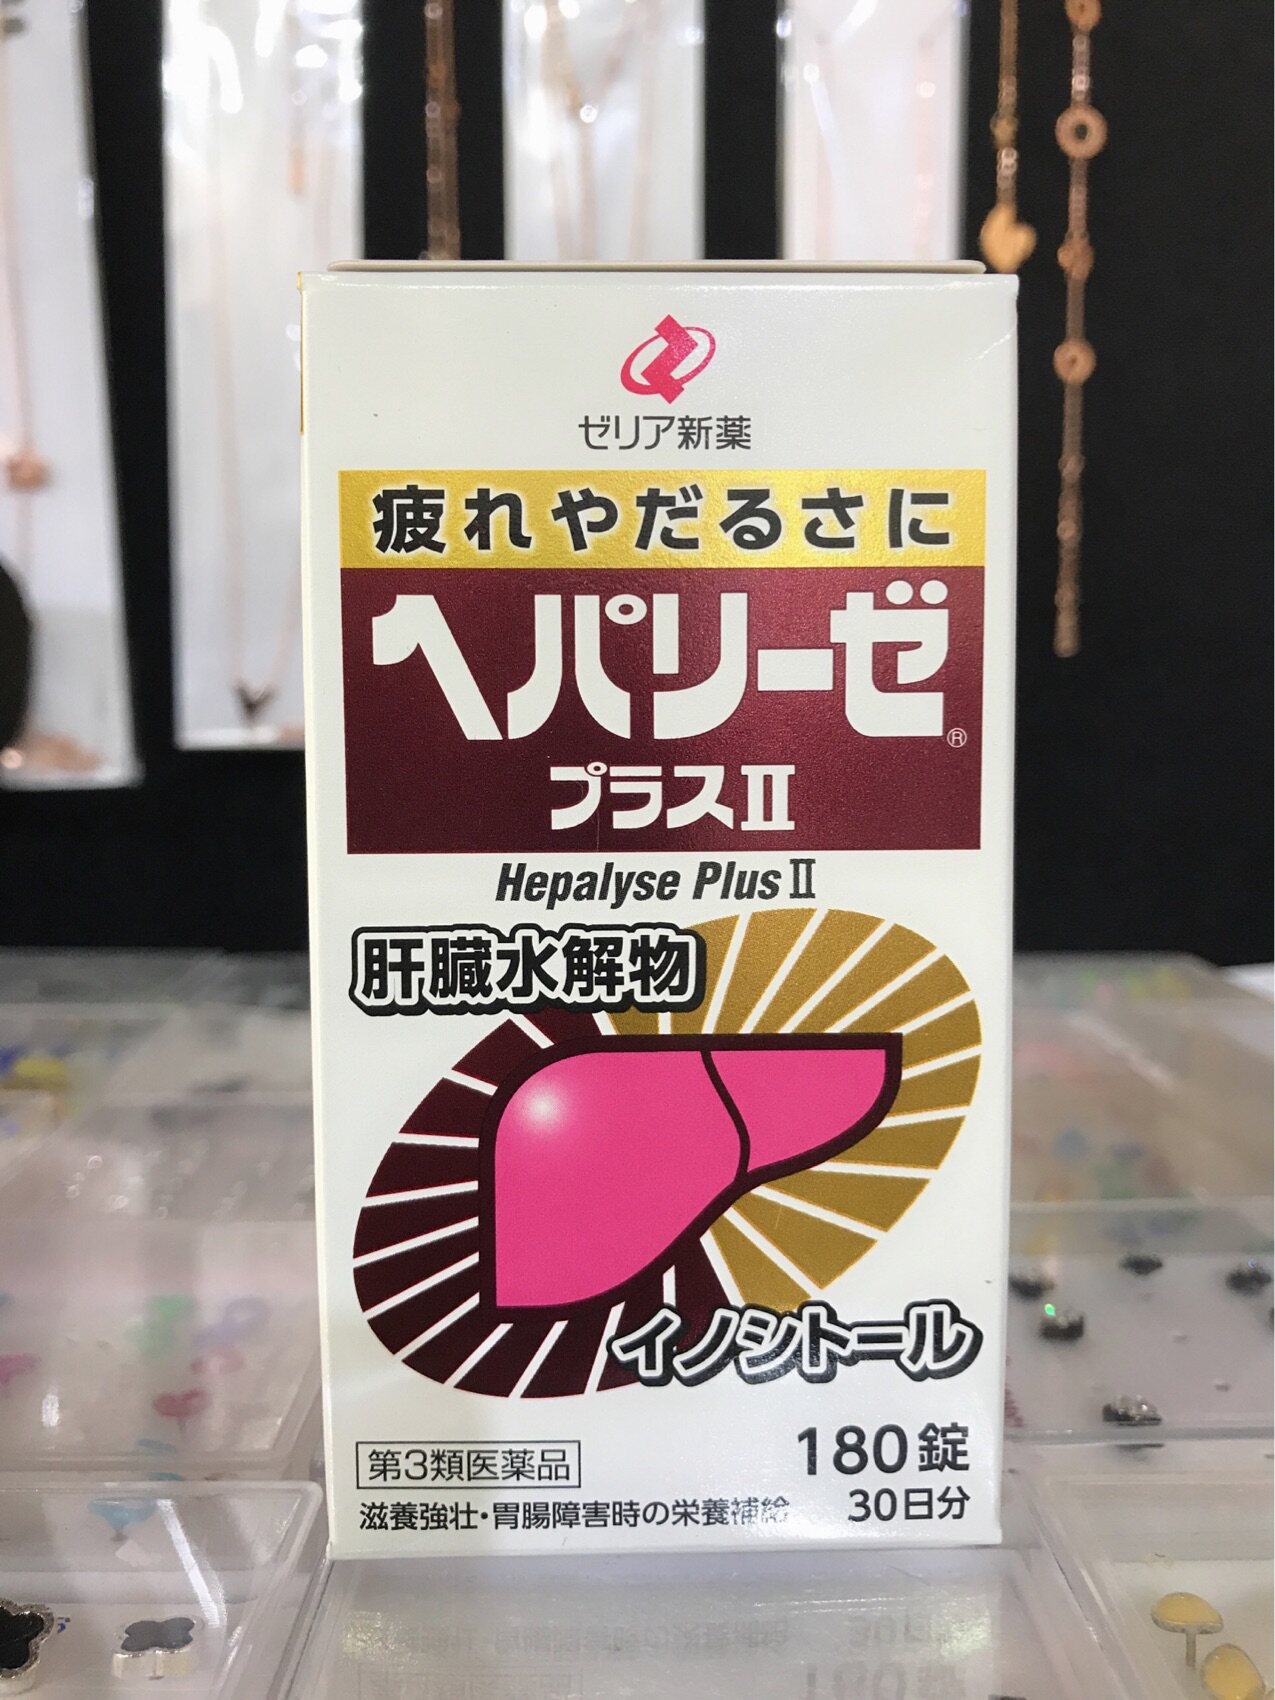 ゼリア新薬
疲れやだるさに
ヘパリーゼ®
プラスII
Hepalyse Plus II
肝臓水解物
イノシトール
第3類医薬品
180錠
滋養強壮・胃腸障害時の栄養補給
30日分